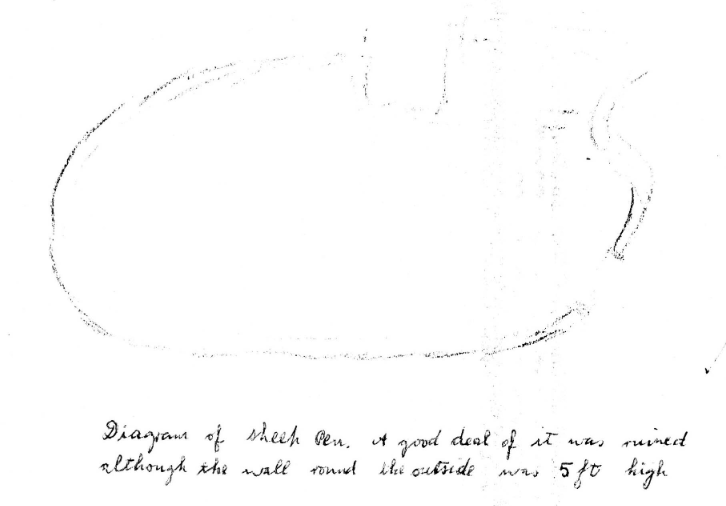 Diagram of sheep Pen. A good deal of it was ruined
although the wall round the outside was 5 ft high